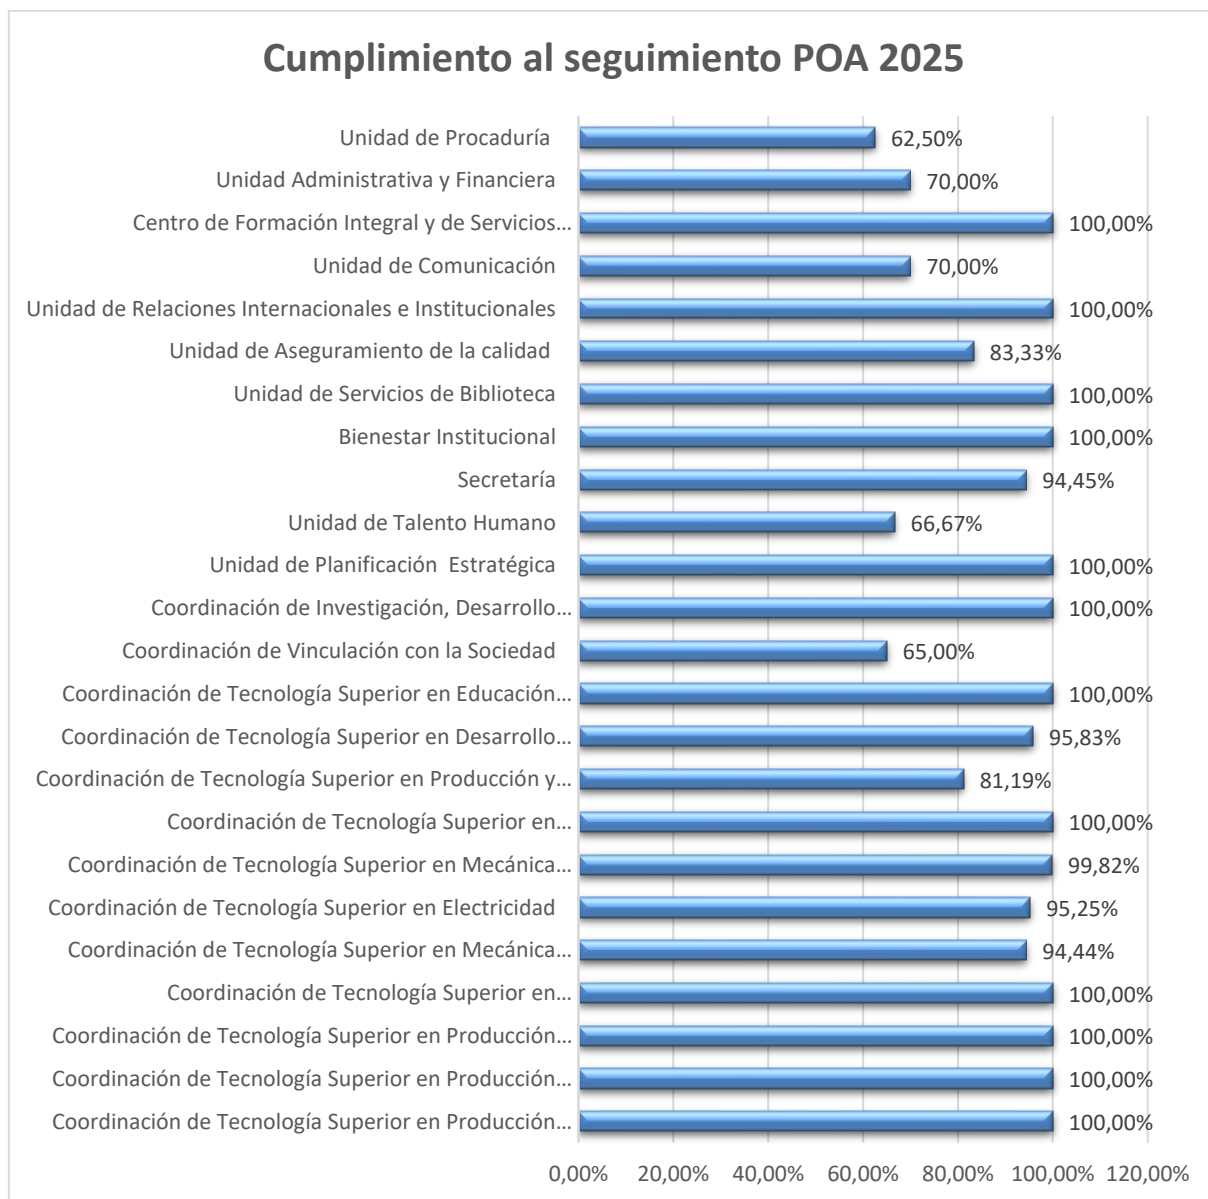 Cumplimiento al seguimiento POA 2025
Unidad de Procaduría 62,50%
Unidad Administrativa y Financiera 70,00%
Centro de Formación Integral y de Servicios... 100,00%
Unidad de Comunicación 70,00%
Unidad de Relaciones Internacionales e Institucionales 100,00%
Unidad de Aseguramiento de la calidad 83,33%
Unidad de Servicios de Biblioteca 100,00%
Bienestar Institucional 100,00%
Secretaría 94,45%
Unidad de Talento Humano 66,67%
Unidad de Planificación Estratégica 100,00%
Coordinación de Investigación, Desarrollo... 100,00%
Coordinación de Vinculación con la Sociedad 65,00%
Coordinación de Tecnología Superior en Educación... 100,00%
Coordinación de Tecnología Superior en Desarrollo... 95,83%
Coordinación de Tecnología Superior en Producción y... 81,19%
Coordinación de Tecnología Superior en... 100,00%
Coordinación de Tecnología Superior en Mecánica... 99,82%
Coordinación de Tecnología Superior en Electricidad 95,25%
Coordinación de Tecnología Superior en Mecánica... 94,44%
Coordinación de Tecnología Superior en... 100,00%
Coordinación de Tecnología Superior en Producción... 100,00%
Coordinación de Tecnología Superior en Producción... 100,00%
Coordinación de Tecnología Superior en Producción... 100,00%
0,00% 20,00% 40,00% 60,00% 80,00% 100,00% 120,00%